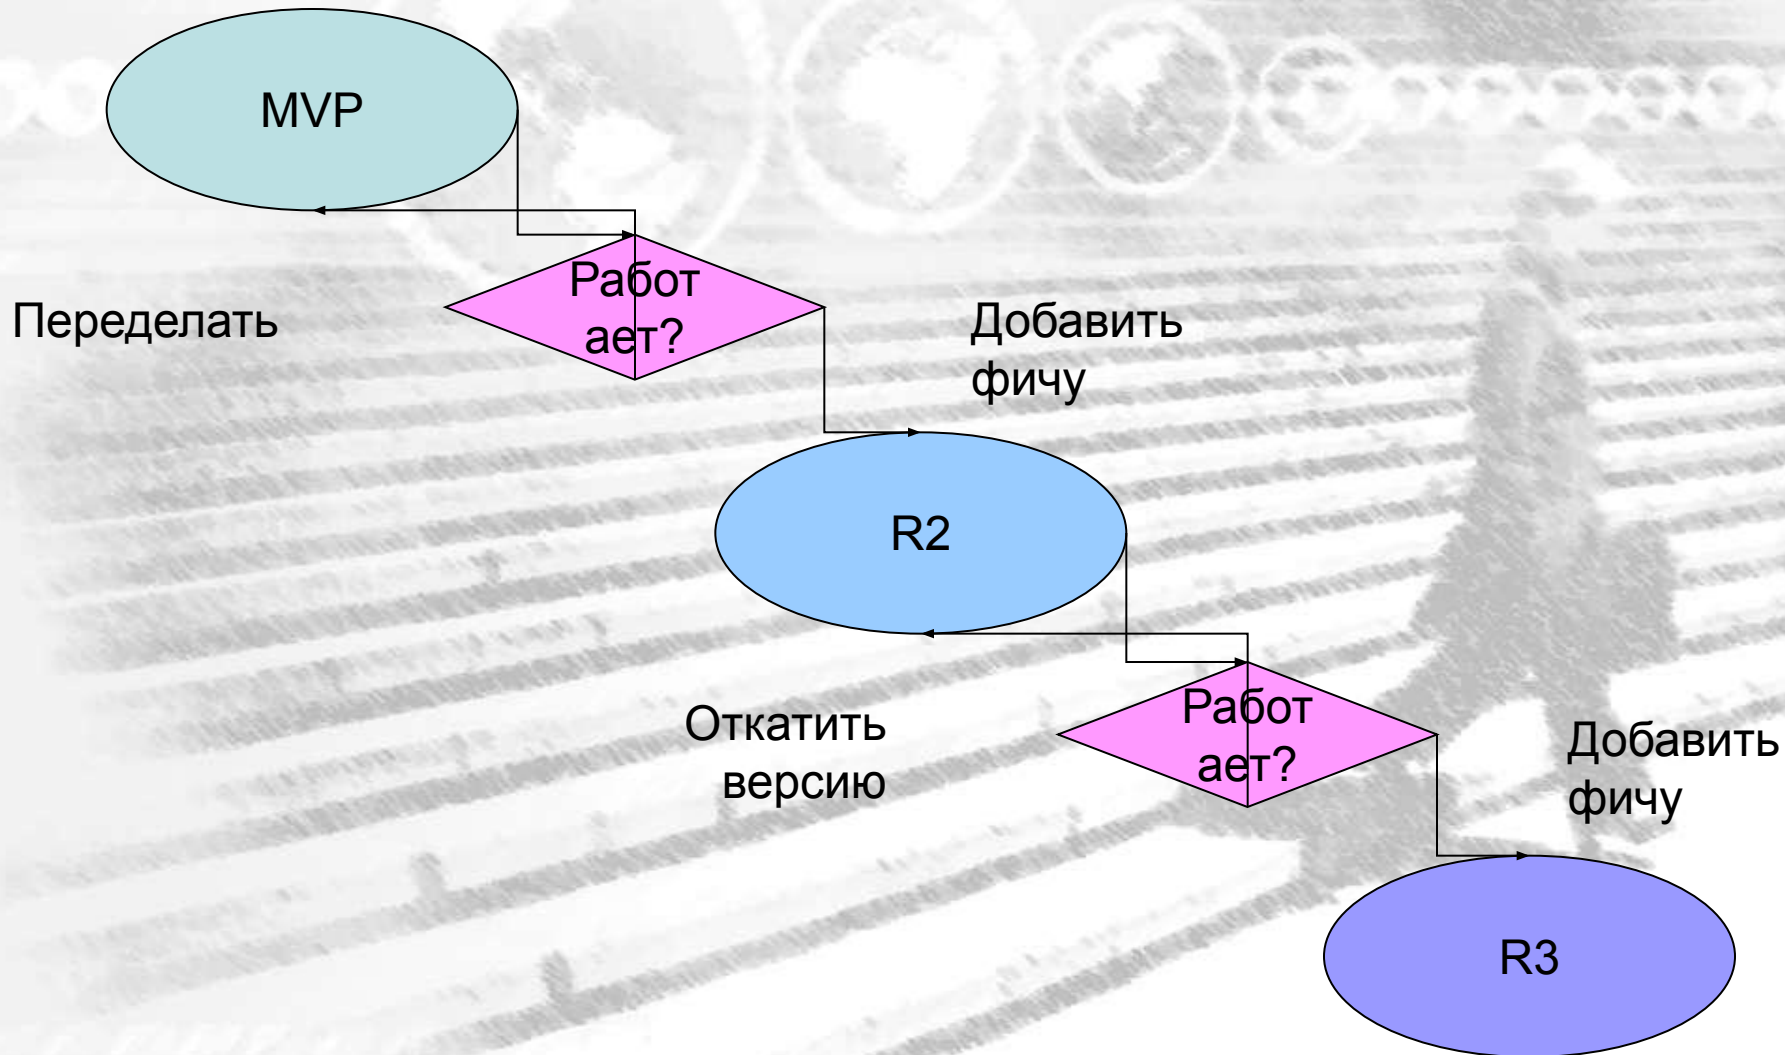 MVP
Работ
ает?
Переделать
Добавить
фичу
R2
Работ
ает?
Откатить
версию
Добавить
фичу
R3